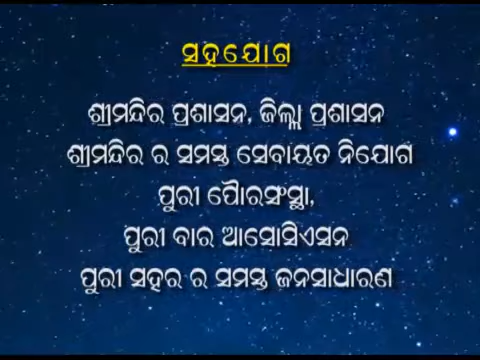 ସହଯୋଗ
ଶ୍ରୀମନ୍ଦିର ପ୍ରଶାସନ, ଜିଲ୍ଲା ପ୍ରଶାସନ
ଶ୍ରୀମନ୍ଦିର ର ସମସ୍ତ ସେବାୟତ ନିଯୋଗ
ପୁରୀ ପୌରସଂସ୍ଥା,
ପୁରୀ ବାର ଆସୋସିଏସନ
ପୁରୀ ସହର ର ସମସ୍ତ ଜନସାଧାରଣ